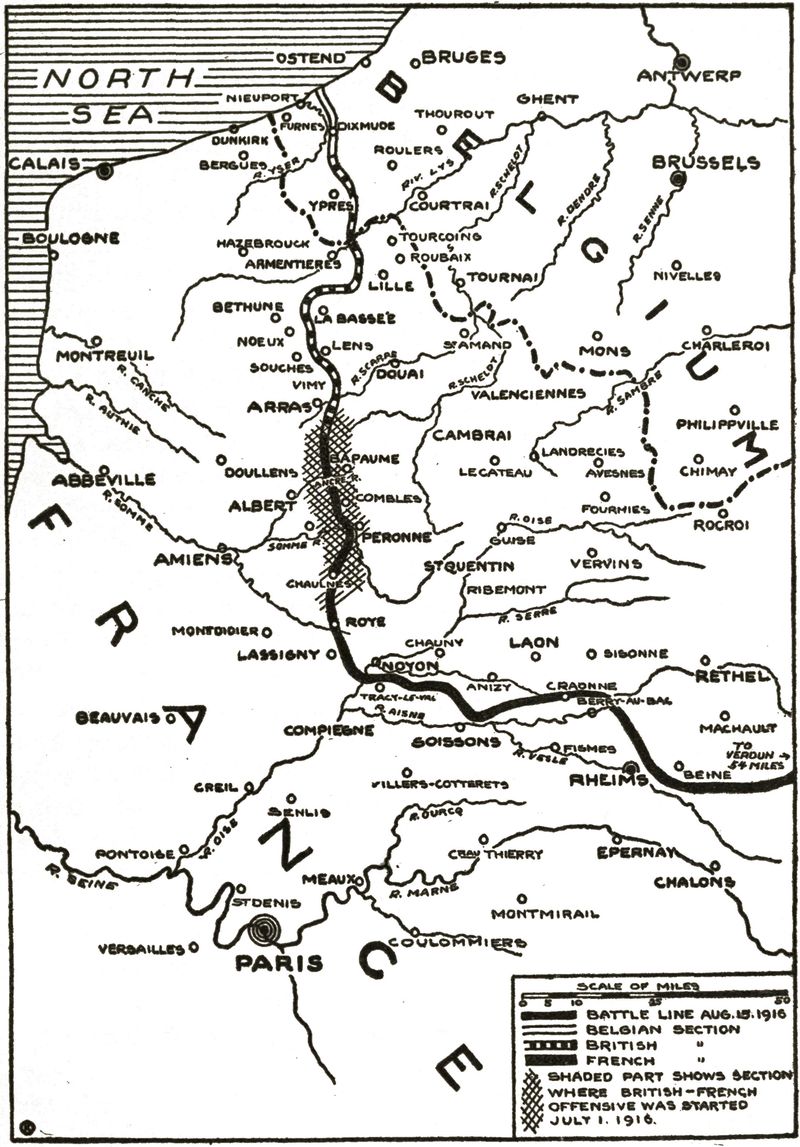 OSTEND
BRUGES
ANTWERP
NORTH
SEA
NIEUPORT
FURNES
DIXMUDE
THOUROUT
GHENT
DUNKIRK
CALAIS
BERGUES
R. YSER
ROULERS
RIV. LYS
R. SCHELDT
R. DENDRE
BRUSSELS
R. SENNE
YPRES
COURTRAI
BOULOGNE
HAZEBROUCK
ARMENTIERES
TOURCOING
ROUBAIX
LILLE
TOURNAI
NIVELLES
BELGIUM
BETHUNE
LA BASSEE
NOEUX
LENS
SOUCHES
VIMY
ST. AMAND
MONS
CHARLEROI
MONTREUIL
R. CANCHE
R. SCARPE
DOUAI
R. SCHELDT
VALENCIENNES
R. SAMBRE
R. AUTHIE
ARRAS
PHILIPPVILLE
CAMBRAI
LANDRECIES
ABBEVILLE
DOULLENS
BAPAUME
LECATEAU
AVESNES
CHIMAY
ANCRE R.
R. SOMME
ALBERT
COMBLES
FOURMIES
ROCROI
R. OISE
GUISE
AMIENS
SOMME R.
PERONNE
ST QUENTIN
VERVINS
CHAULNES
RIBEMONT
R. SERRE
ROYE
MONTDIDIER
LASSIGNY
CHAUNY
LAON
SISONNE
NOYON
RETHEL
ANIZY
CRAONNE
TRACY-LE-VAL
BERRY-AU-BAC
R. AISNE
BEAUVAIS
COMPIEGNE
SOISSONS
MACHAULT
TO
VERDUN →
54 MILES
R. VESLE
FISMES
RHEIMS
BEINE
CREIL
VILLERS-COTTERETS
SENLIS
R. OURCQ
R. OISE
PONTOISE
CHAU THIERRY
EPERNAY
R. SEINE
MEAUX
R. MARNE
CHALONS
ST DENIS
MONTMIRAIL
VERSAILLES
COULOMMIERS
PARIS
FRANCE
SCALE OF MILES
0 5 10 25 50
BATTLE LINE AUG. 15. 1916
BELGIAN SECTION
BRITISH "
FRENCH "
SHADED PART SHOWS SECTION
WHERE BRITISH-FRENCH
OFFENSIVE WAS STARTED
JULY 1. 1916.